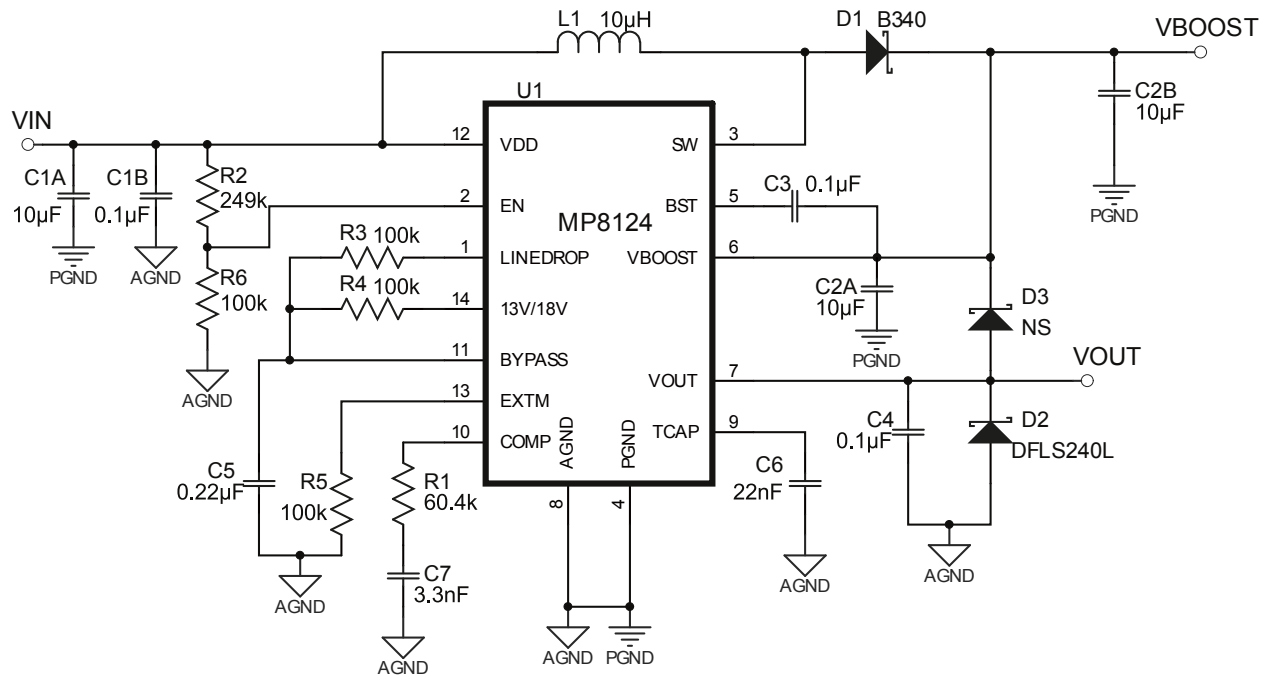 L1 10µH
D1 B340
VBOOST
C2B
10µF
PGND
U1
VIN
12 VDD
SW 3
C1A
10µF
PGND
C1B
0.1µF
AGND
R2
249k
2 EN
BST 5
C3 0.1µF
MP8124
R3 100k
1 LINEDROP
VBOOST 6
R6
100k
AGND
R4 100k
14 13V/18V
C2A
10µF
PGND
D3
NS
11 BYPASS
VOUT 7
VOUT
13 EXTM
TCAP 9
C4
0.1µF
D2
DFLS240L
AGND
10 COMP
AGND
PGND
8
4
C5
0.22µF
R5
100k
AGND
R1
60.4k
C6
22nF
AGND
C7
3.3nF
AGND
AGND
PGND